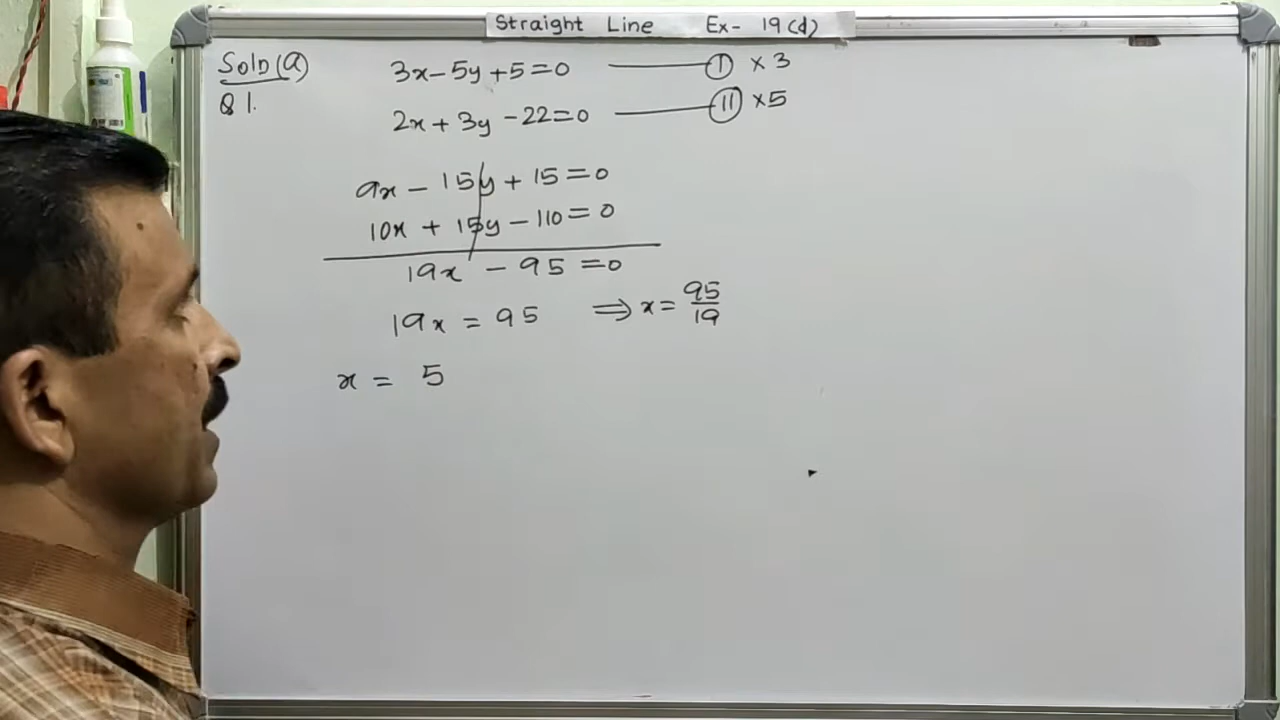 Straight Line Ex- 19(d)
Soln (a)
Q 1.
3x-5y+5=0 ——— (I) × 3
2x+3y-22=0 ——— (II) ×5
9x - 15y + 15 = 0
10x + 15y - 110 = 0
19x - 95 = 0
19x = 95 ⟹ x = 95/19
x = 5